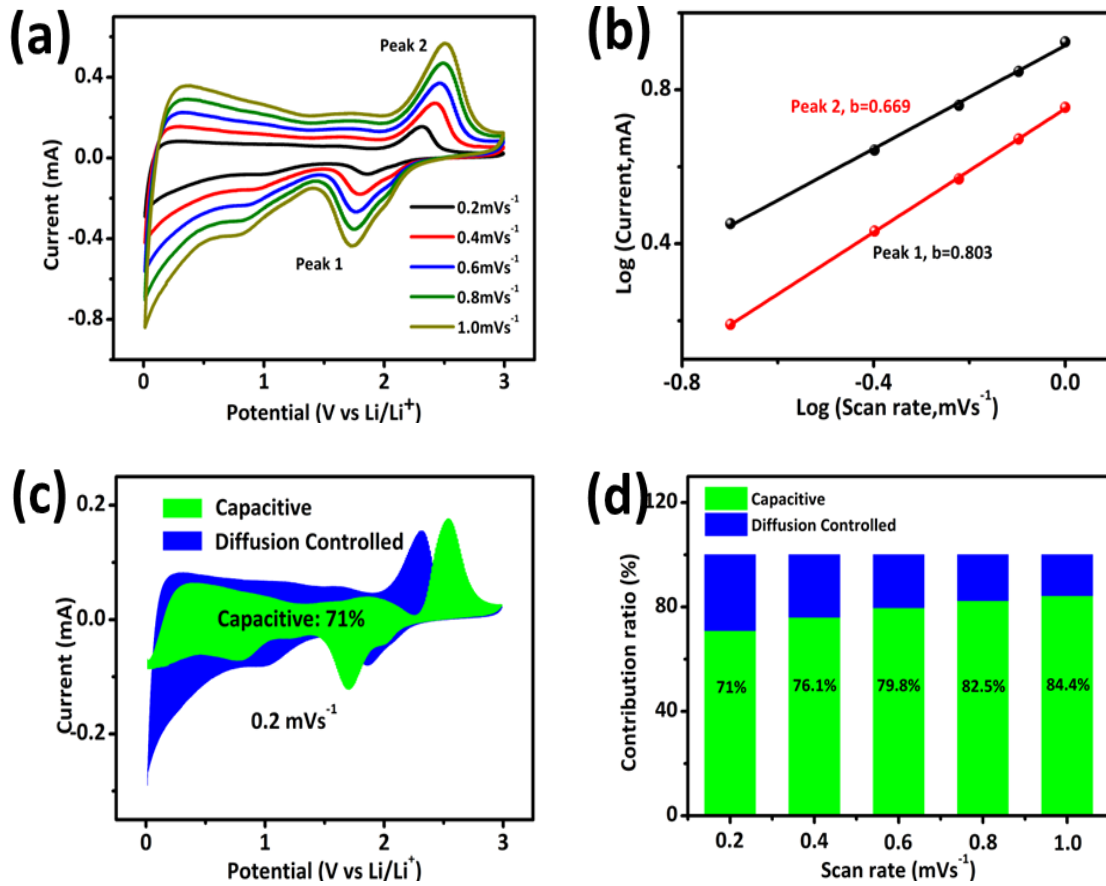 (a)
Peak 2
0.4
0.0
-0.4
-0.8
Current (mA)
Peak 1
0.2mVs⁻¹
0.4mVs⁻¹
0.6mVs⁻¹
0.8mVs⁻¹
1.0mVs⁻¹
0 1 2 3
Potential (V vs Li/Li⁺)
(b)
0.8
0.4
Log (Current,mA)
Peak 2, b=0.669
Peak 1, b=0.803
-0.8 -0.4 0.0
Log (Scan rate,mVs⁻¹)
(c)
0.2
0.0
-0.2
Current (mA)
Capacitive
Diffusion Controlled
Capacitive: 71%
0.2 mVs⁻¹
0 1 2 3
Potential (V vs Li/Li⁺)
(d)
120
80
40
0
Contribution ratio (%)
Capacitive
Diffusion Controlled
71% 76.1% 79.8% 82.5% 84.4%
0.2 0.4 0.6 0.8 1.0
Scan rate (mVs⁻¹)